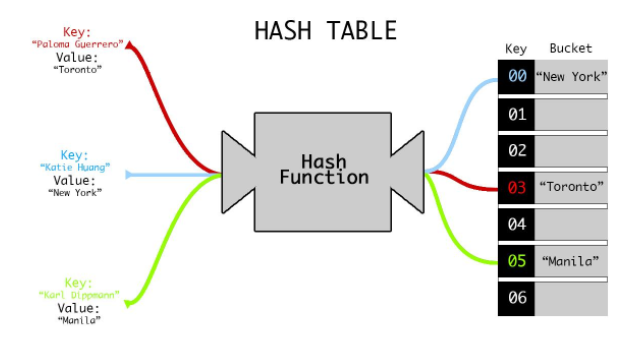 HASH TABLE
Key:
“Paloma Guerrero”
Value:
“Toronto”
Key:
“Katie Huang”
Value:
“New York”
Key:
“Karl Dippmann”
Value:
“Manila”
Hash
Function
Key Bucket
00 “New York”
01
02
03 “Toronto”
04
05 “Manila”
06